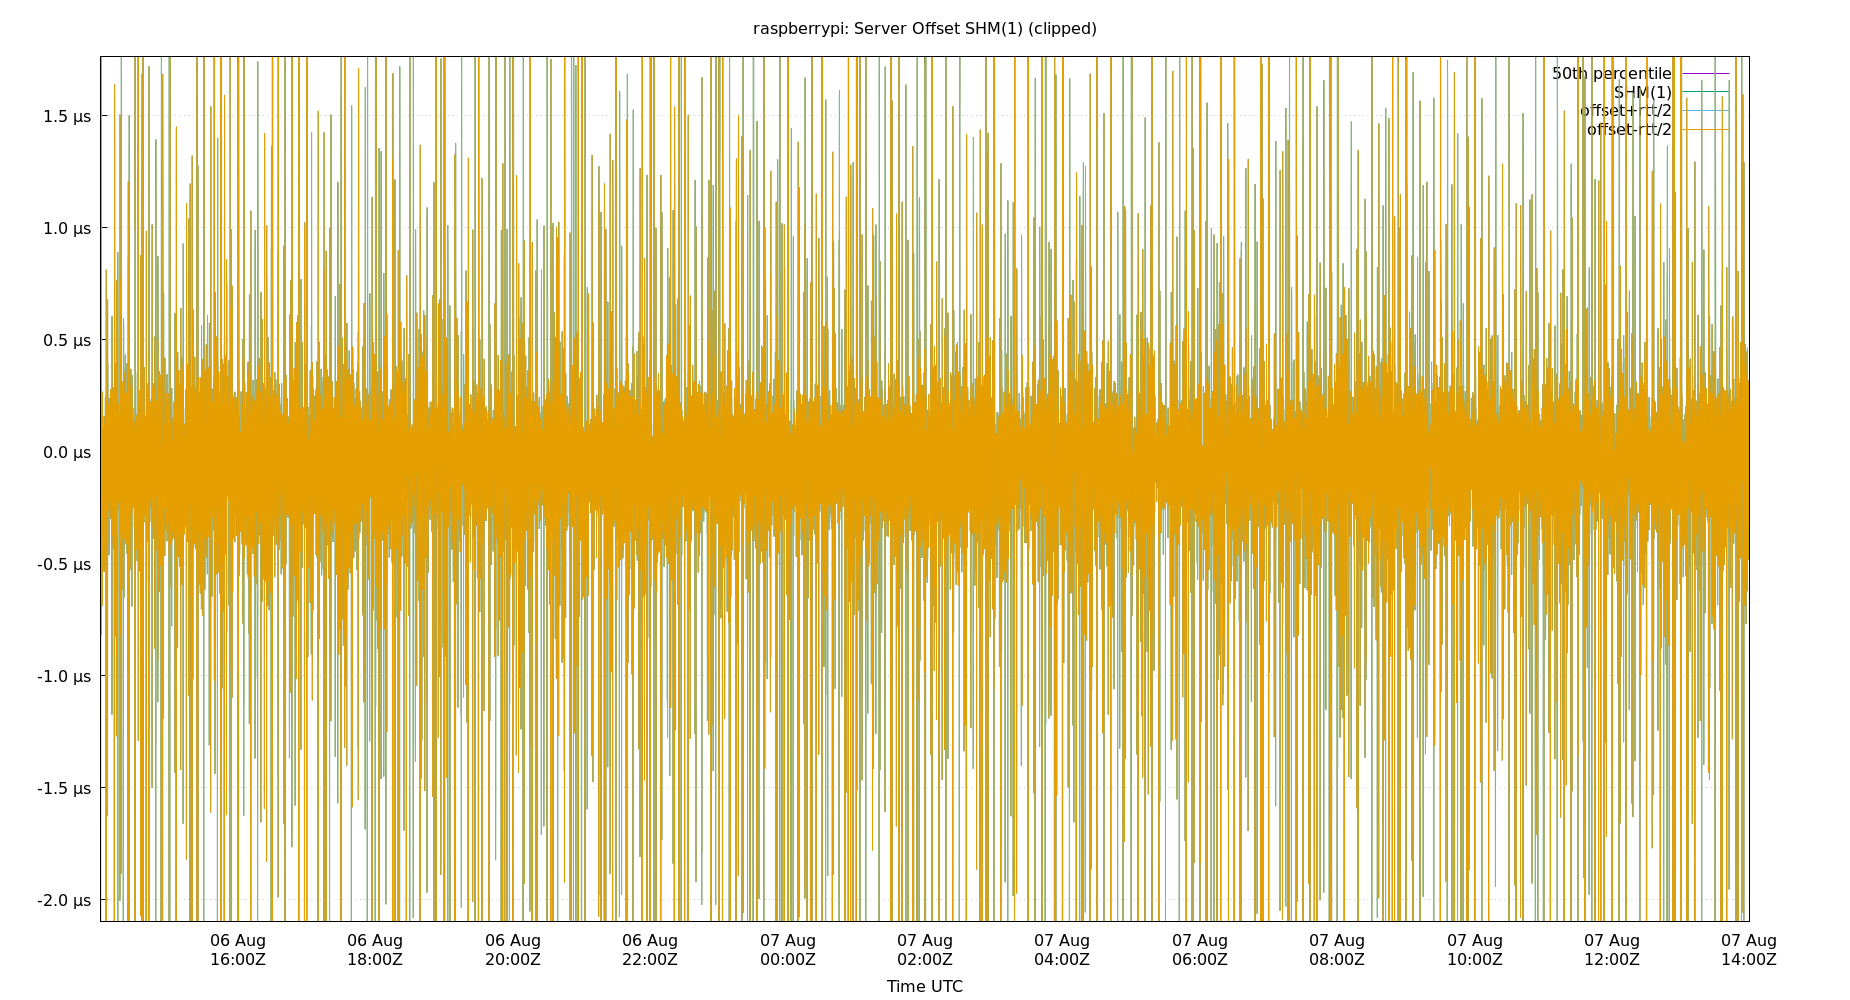 raspberrypi: Server Offset SHM(1) (clipped)
50th percentile
SHM(1)
offset+rtt/2
offset-rtt/2
1.5 µs
1.0 µs
0.5 µs
0.0 µs
-0.5 µs
-1.0 µs
-1.5 µs
-2.0 µs
06 Aug 06 Aug 06 Aug 06 Aug 07 Aug 07 Aug 07 Aug 07 Aug 07 Aug 07 Aug 07 Aug 07 Aug
16:00Z 18:00Z 20:00Z 22:00Z 00:00Z 02:00Z 04:00Z 06:00Z 08:00Z 10:00Z 12:00Z 14:00Z
Time UTC